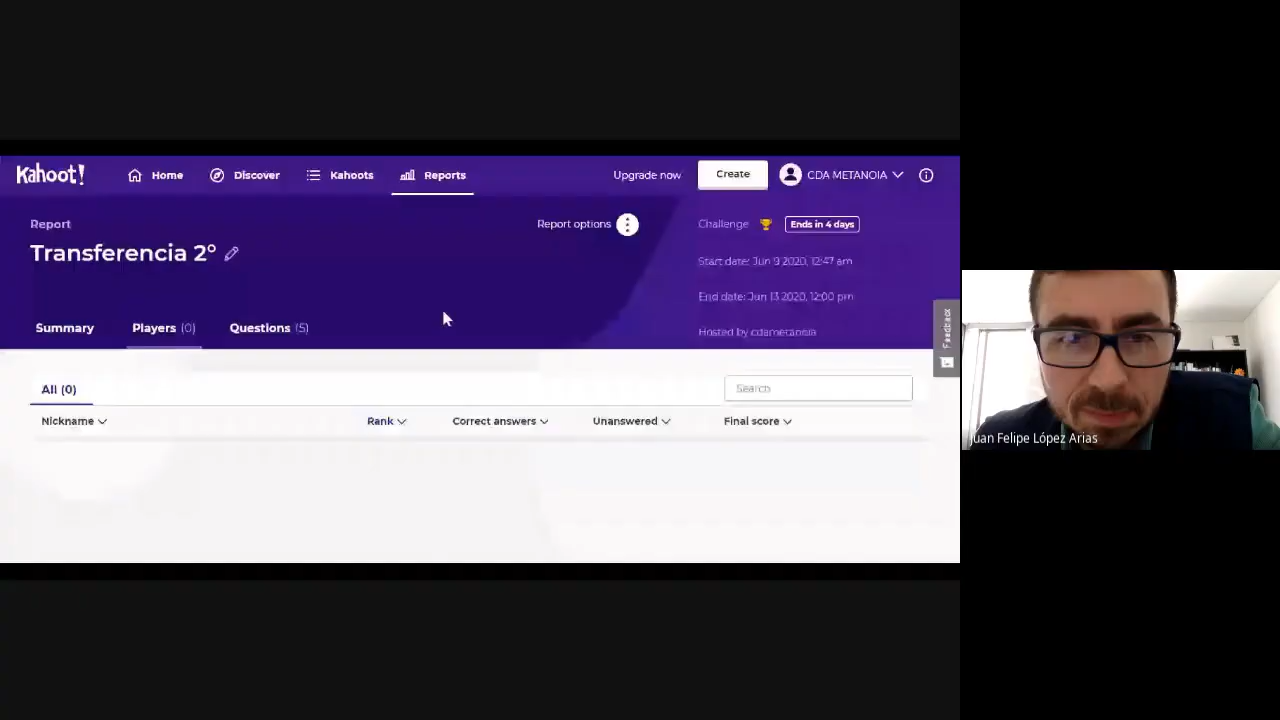 Kahoot!
Home
Discover
Kahoots
Reports
Upgrade now
Create
CDA METANOIA
Report
Report options
Challenge
Ends in 4 days
Transferencia 2°
Start date: Jun 9 2020, 12:47 am
End date: Jun 13 2020, 12:00 pm
Hosted by cdametanoia
Feedback
Summary
Players (0)
Questions (5)
All (0)
Search
Nickname
Rank
Correct answers
Unanswered
Final score
Juan Felipe López Arias